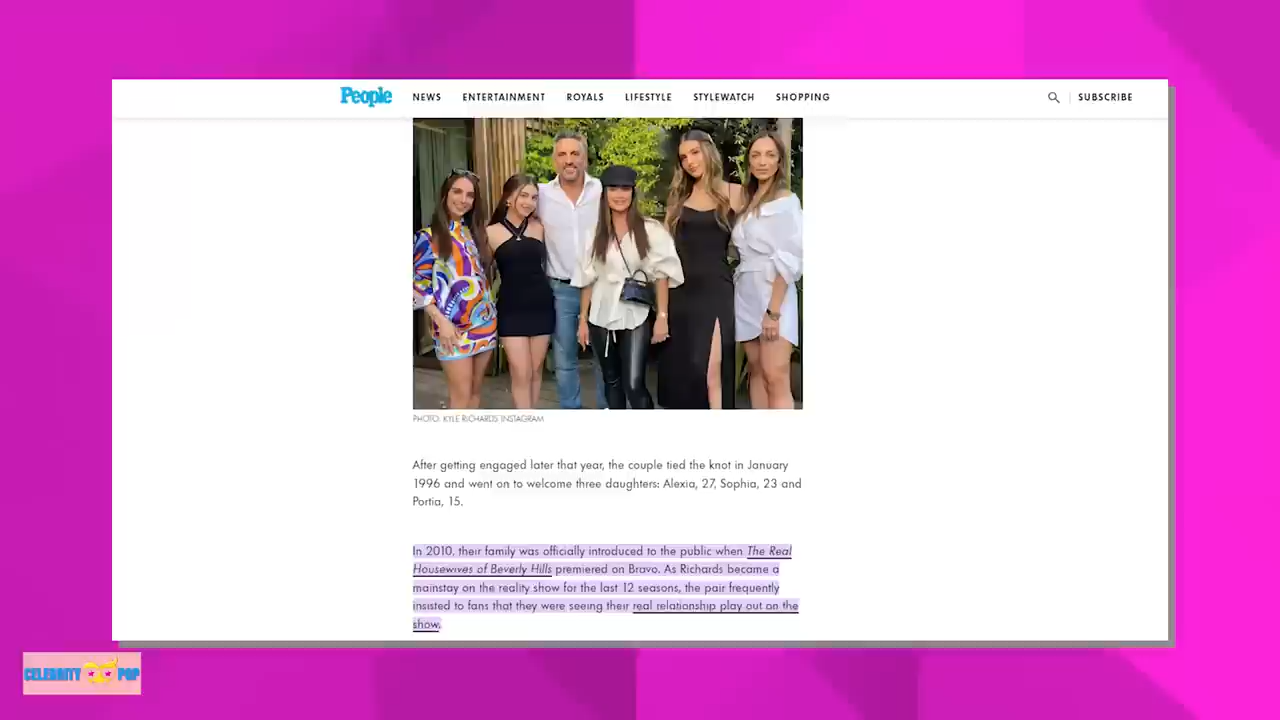 People NEWS ENTERTAINMENT ROYALS LIFESTYLE STYLEWATCH SHOPPING SUBSCRIBE
PHOTO: KYLE RICHARDS INSTAGRAM
After getting engaged later that year, the couple tied the knot in January
1996 and went on to welcome three daughters: Alexia, 27, Sophia, 23 and
Portia, 15.
In 2010, their family was officially introduced to the public when The Real
Housewives of Beverly Hills premiered on Bravo. As Richards became a
mainstay on the reality show for the last 12 seasons, the pair frequently
insisted to fans that they were seeing their real relationship play out on the
show.
CELEBRITY POP